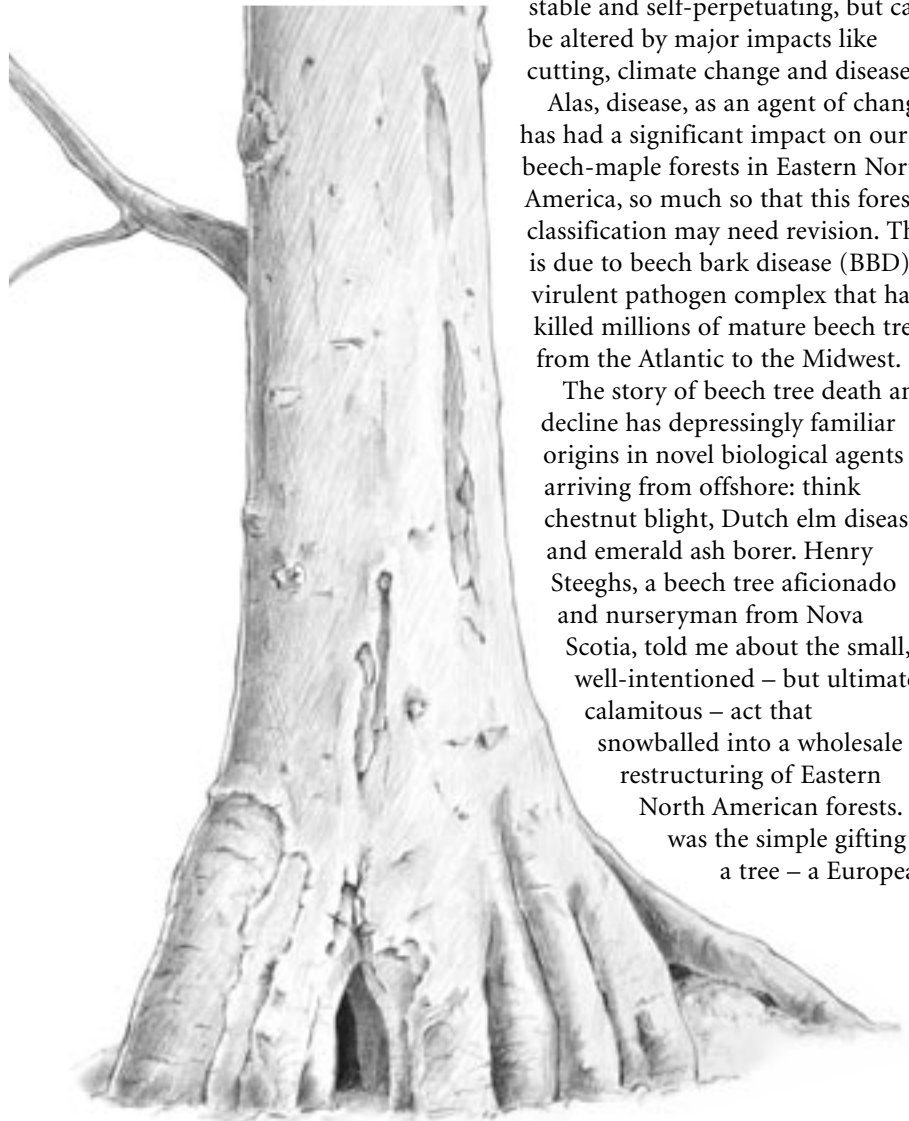 stable and self-perpetuating, but ca
be altered by major impacts like
cutting, climate change and disease
Alas, disease, as an agent of chang
has had a significant impact on our
beech-maple forests in Eastern Nor
America, so much so that this fores
classification may need revision. Th
is due to beech bark disease (BBD)
virulent pathogen complex that ha
killed millions of mature beech tre
from the Atlantic to the Midwest.
The story of beech tree death an
decline has depressingly familiar
origins in novel biological agents
arriving from offshore: think
chestnut blight, Dutch elm diseas
and emerald ash borer. Henry
Steeghs, a beech tree aficionado
and nurseryman from Nova
Scotia, told me about the small,
well-intentioned – but ultimate
calamitous – act that
snowballed into a wholesale
restructuring of Eastern
North American forests.
was the simple gifting
a tree – a Europea